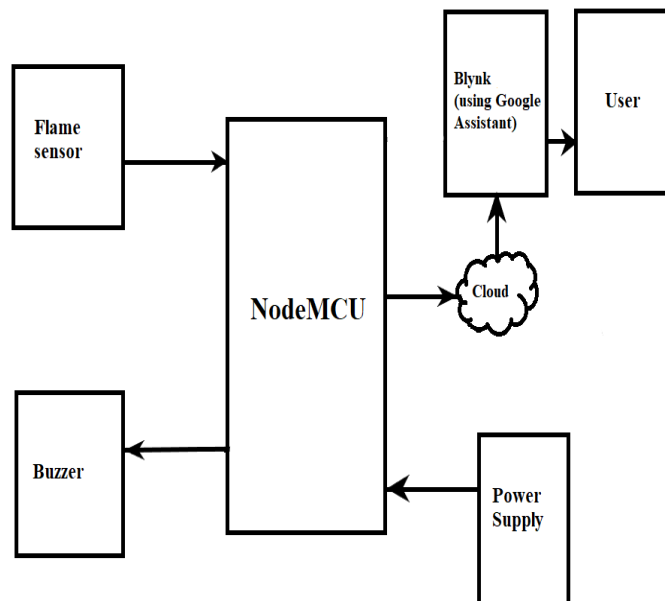 Flame
sensor
Blynk
(using Google
Assistant)
User
NodeMCU
Cloud
Buzzer
Power
Supply